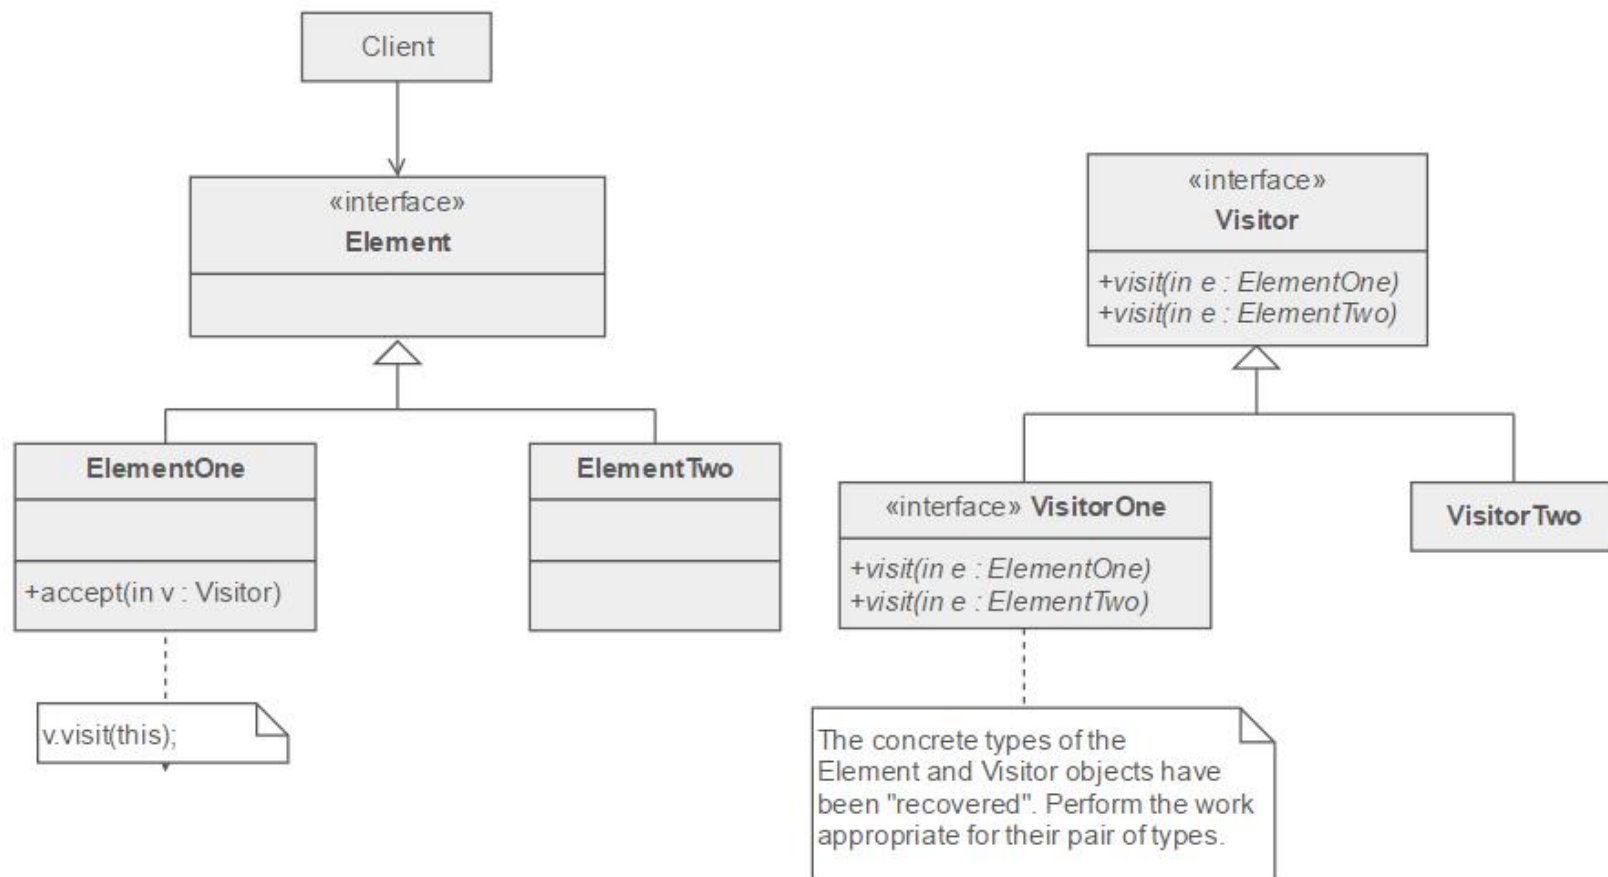 Client
«interface»
Element
ElementOne
+accept(in v : Visitor)
v.visit(this);
ElementTwo
«interface»
Visitor
+visit(in e : ElementOne)
+visit(in e : ElementTwo)
«interface» VisitorOne
+visit(in e : ElementOne)
+visit(in e : ElementTwo)
The concrete types of the
Element and Visitor objects have
been "recovered". Perform the work
appropriate for their pair of types.
VisitorTwo